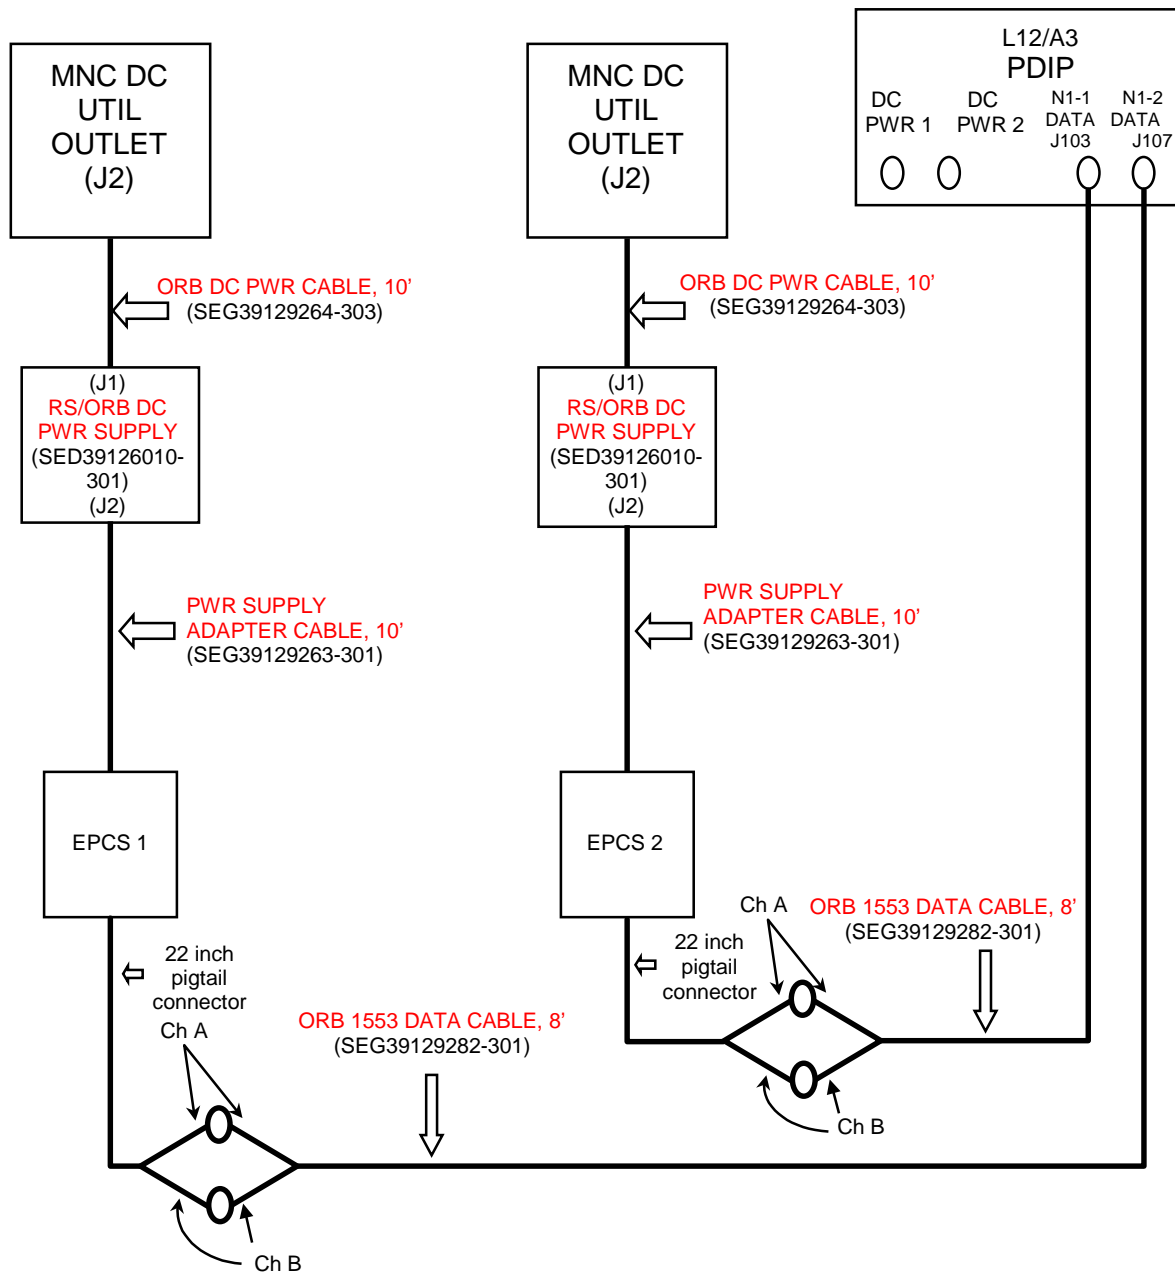 MNC DC
UTIL
OUTLET
(J2)
MNC DC
UTIL
OUTLET
(J2)
L12/A3
PDIP
DC
PWR 1
DC
PWR 2
N1-1
DATA
J103
N1-2
DATA
J107
ORB DC PWR CABLE, 10’
(SEG39129264-303)
ORB DC PWR CABLE, 10’
(SEG39129264-303)
(J1)
RS/ORB DC
PWR SUPPLY
(SED39126010-
301)
(J2)
(J1)
RS/ORB DC
PWR SUPPLY
(SED39126010-
301)
(J2)
PWR SUPPLY
ADAPTER CABLE, 10’
(SEG39129263-301)
PWR SUPPLY
ADAPTER CABLE, 10’
(SEG39129263-301)
EPCS 1
EPCS 2
Ch A
ORB 1553 DATA CABLE, 8’
(SEG39129282-301)
22 inch
pigtail
connector
22 inch
pigtail
connector
Ch A
ORB 1553 DATA CABLE, 8’
(SEG39129282-301)
Ch B
Ch B